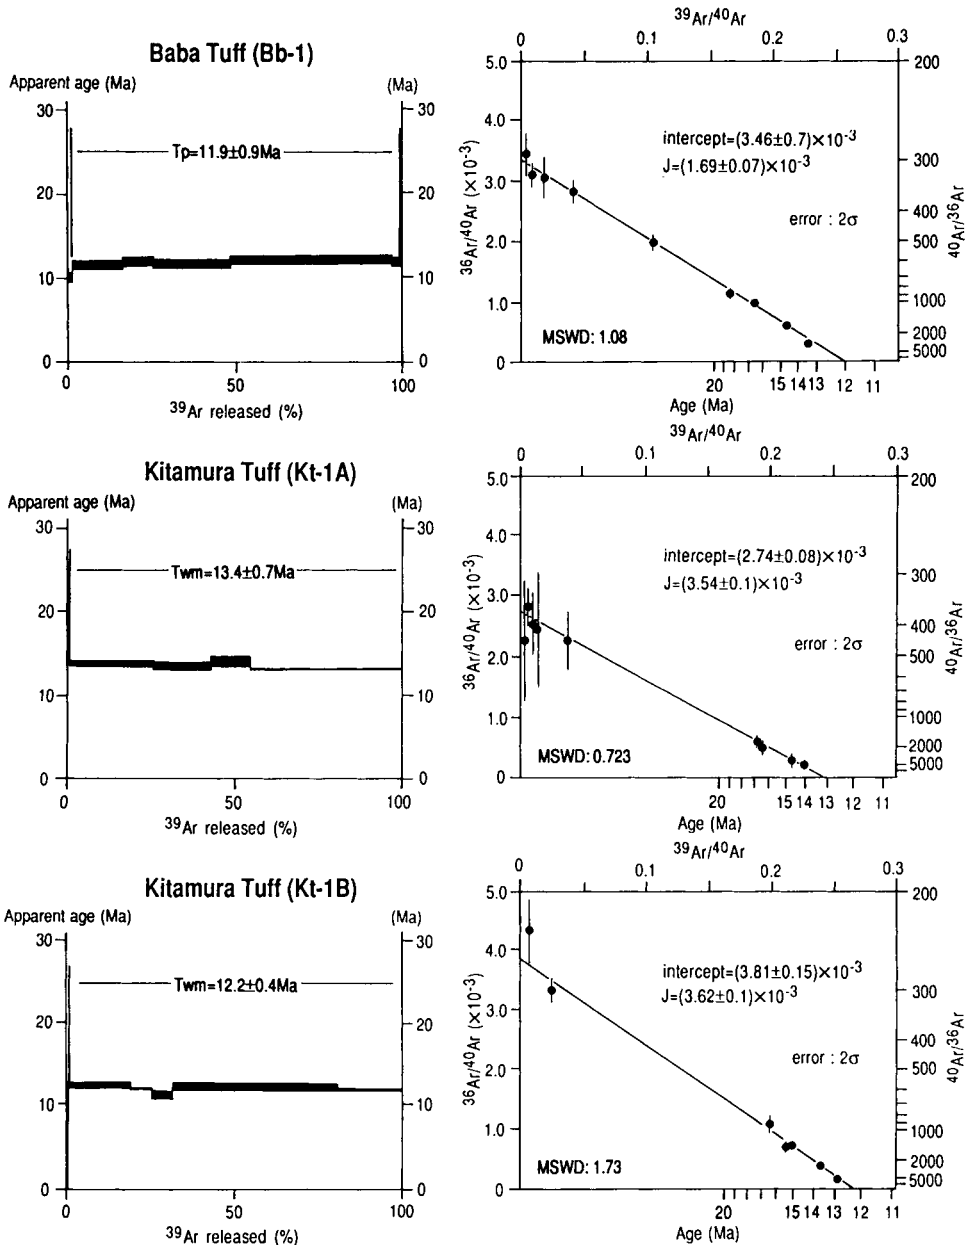 Baba Tuff (Bb-1)
Apparent age (Ma)
(Ma)
30
20
10
0
30
20
10
0
Tp=11.9±0.9Ma
0
50
100
39Ar released (%)
39Ar/40Ar
0
0.1
0.2
0.3
5.0
4.0
3.0
2.0
1.0
0
36Ar/40Ar (×10-3)
200
300
400
500
1000
2000
5000
40Ar/36Ar
intercept=(3.46±0.7)×10-3
J=(1.69±0.07)×10-3
error : 2σ
MSWD: 1.08
20
15
14
13
12
11
Age (Ma)
Kitamura Tuff (Kt-1A)
Apparent age (Ma)
(Ma)
30
20
10
0
30
20
10
0
Twm=13.4±0.7Ma
0
50
100
39Ar released (%)
39Ar/40Ar
0
0.1
0.2
0.3
5.0
4.0
3.0
2.0
1.0
0
36Ar/40Ar (×10-3)
200
300
400
500
1000
2000
5000
40Ar/36Ar
intercept=(2.74±0.08)×10-3
J=(3.54±0.1)×10-3
error : 2σ
MSWD: 0.723
20
15
14
13
12
11
Age (Ma)
Kitamura Tuff (Kt-1B)
Apparent age (Ma)
(Ma)
30
20
10
0
30
20
10
0
Twm=12.2±0.4Ma
0
50
100
39Ar released (%)
39Ar/40Ar
0
0.1
0.2
0.3
5.0
4.0
3.0
2.0
1.0
0
36Ar/40Ar (×10-3)
200
300
400
500
1000
2000
5000
40Ar/36Ar
intercept=(3.81±0.15)×10-3
J=(3.62±0.1)×10-3
error : 2σ
MSWD: 1.73
20
15
14
13
12
11
Age (Ma)